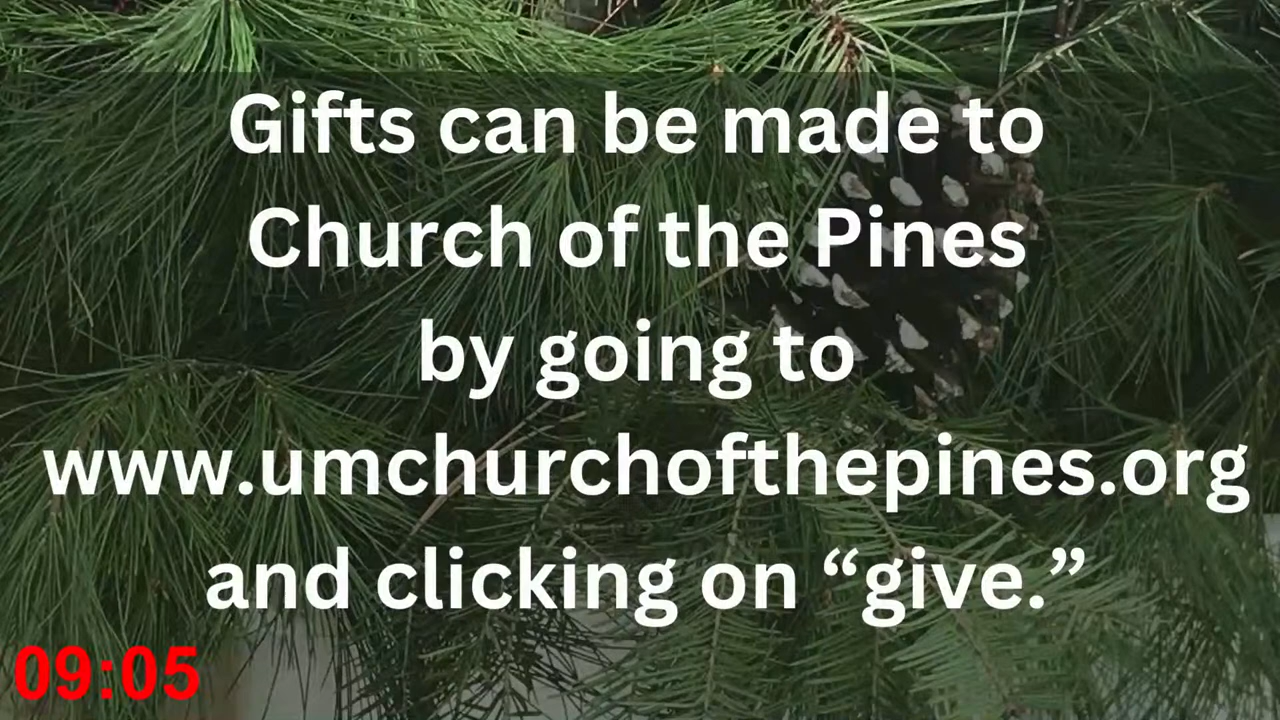 Gifts can be made to
Church of the Pines
by going to
www.umchurchofthepines.org
and clicking on “give.”
09:05